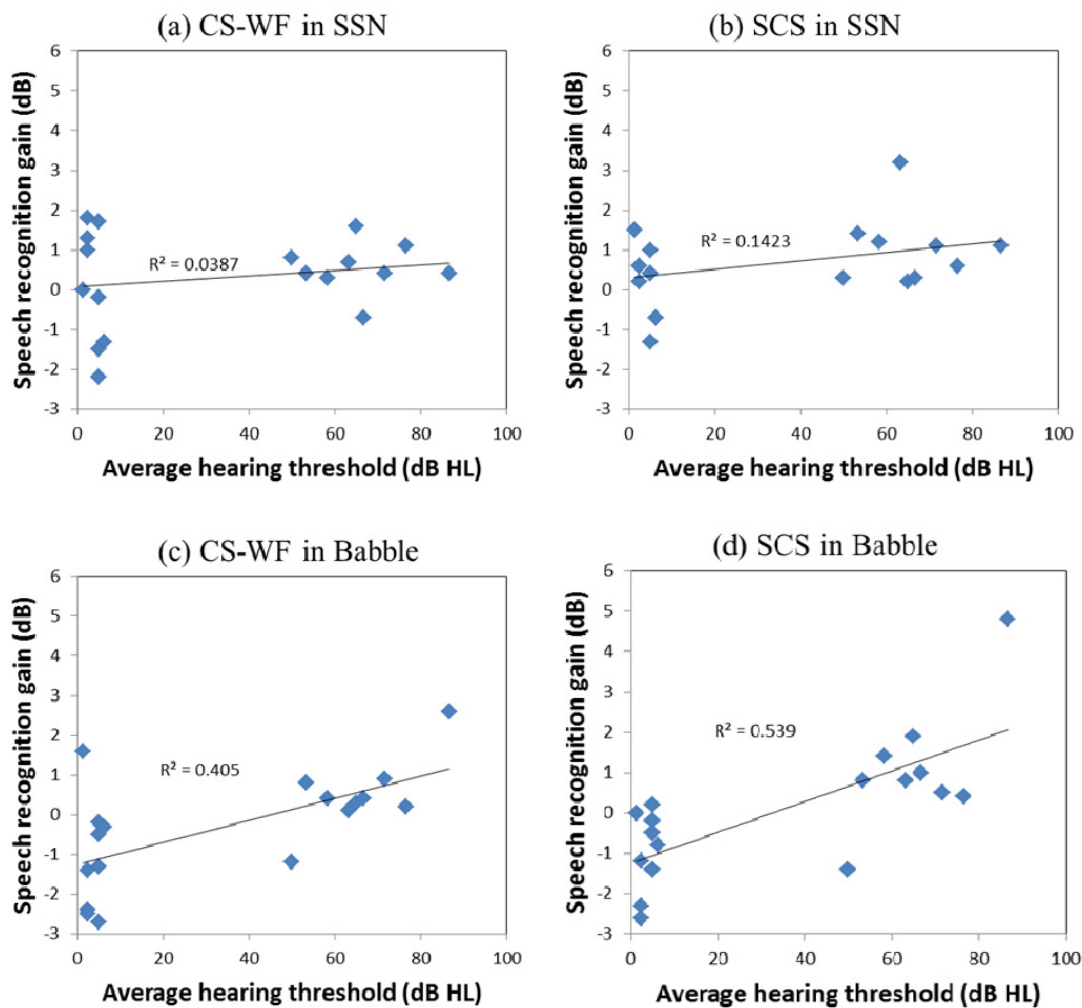 (a) CS-WF in SSN
Speech recognition gain (dB)
6
5
4
3
2
1
0
-1
-2
-3
R² = 0.0387
0 20 40 60 80 100
Average hearing threshold (dB HL)
(b) SCS in SSN
Speech recognition gain (dB)
6
5
4
3
2
1
0
-1
-2
-3
R² = 0.1423
0 20 40 60 80 100
Average hearing threshold (dB HL)
(c) CS-WF in Babble
Speech recognition gain (dB)
6
5
4
3
2
1
0
-1
-2
-3
R² = 0.405
0 20 40 60 80 100
Average hearing threshold (dB HL)
(d) SCS in Babble
Speech recognition gain (dB)
6
5
4
3
2
1
0
-1
-2
-3
R² = 0.539
0 20 40 60 80 100
Average hearing threshold (dB HL)